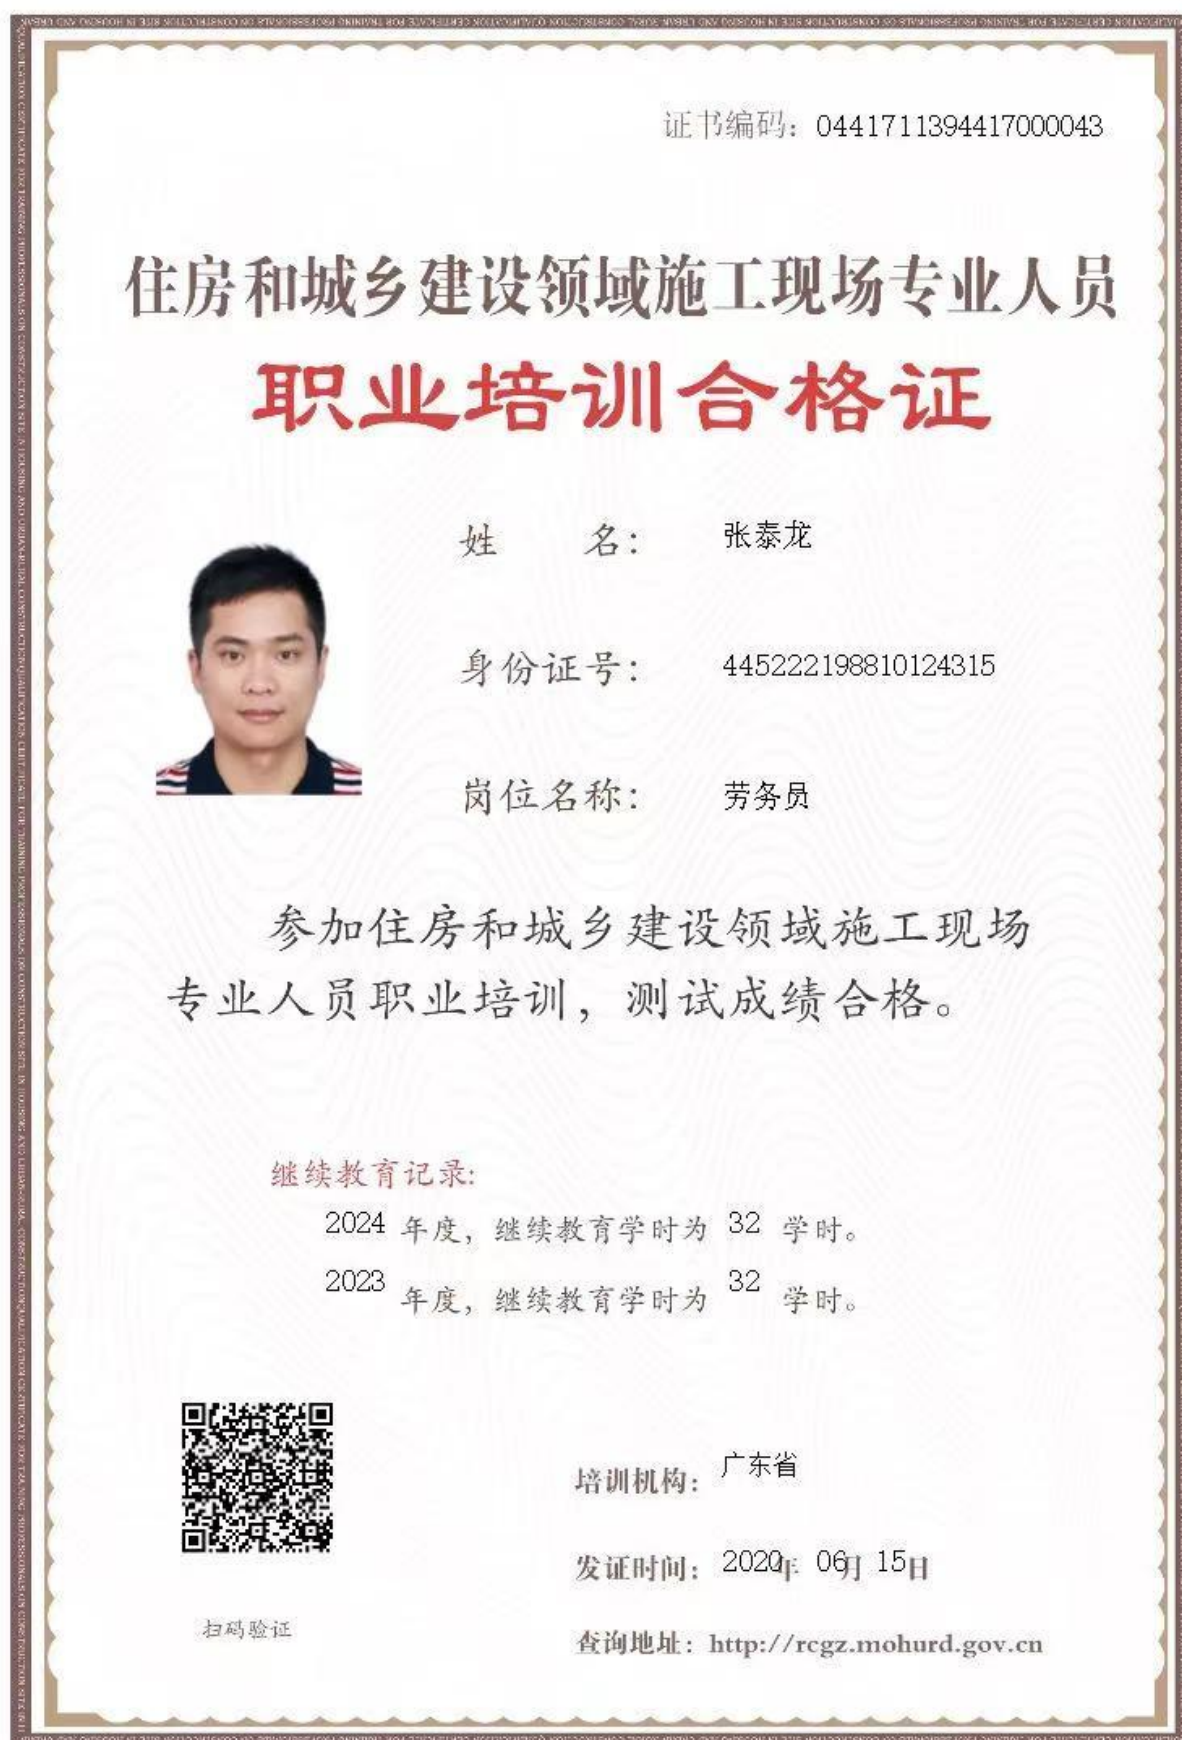 证书编码：0441711394417000043
住房和城乡建设领域施工现场专业人员
职业培训合格证
姓 名： 张泰龙
身份证号： 445222198810124315
岗位名称： 劳务员
参加住房和城乡建设领域施工现场
专业人员职业培训，测试成绩合格。
继续教育记录:
2024 年度，继续教育学时为 32 学时。
2023 年度，继续教育学时为 32 学时。
培训机构： 广东省
发证时间： 2020年 06月 15日
扫码验证
查询地址：http://rcgz.mohurd.gov.cn